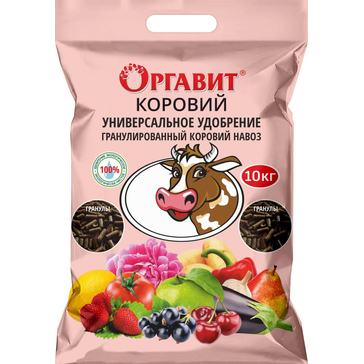 ОРГАВИТ®
КОРОВИЙ
УНИВЕРСАЛЬНОЕ УДОБРЕНИЕ
ГРАНУЛИРОВАННЫЙ КОРОВИЙ НАВОЗ
100%
10кг
ГРАНУЛЫ
ГРАНУЛЫ